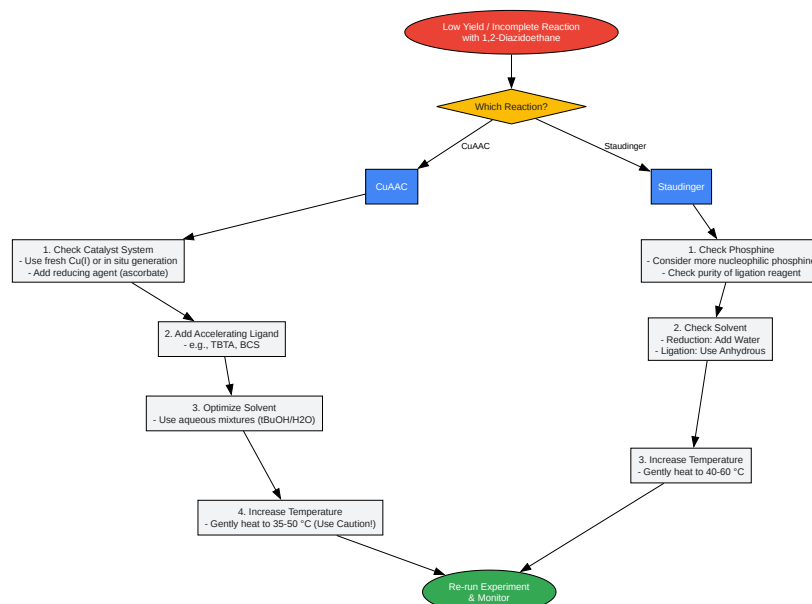 Low Yield / Incomplete Reaction
with 1,2-Diazidoethane
Which Reaction?
CuAAC
Staudinger
CuAAC
Staudinger
1. Check Catalyst System
- Use fresh Cu(I) or in situ generation
- Add reducing agent (ascorbate)
1. Check Phosphine
- Consider more nucleophilic phosphine
- Check purity of ligation reagent
2. Add Accelerating Ligand
- e.g., TBTA, BCS
2. Check Solvent
- Reduction: Add Water
- Ligation: Use Anhydrous
3. Optimize Solvent
- Use aqueous mixtures (tBuOH/H2O)
3. Increase Temperature
- Gently heat to 40-60 °C
4. Increase Temperature
- Gently heat to 35-50 °C (Use Caution!)
Re-run Experiment
& Monitor